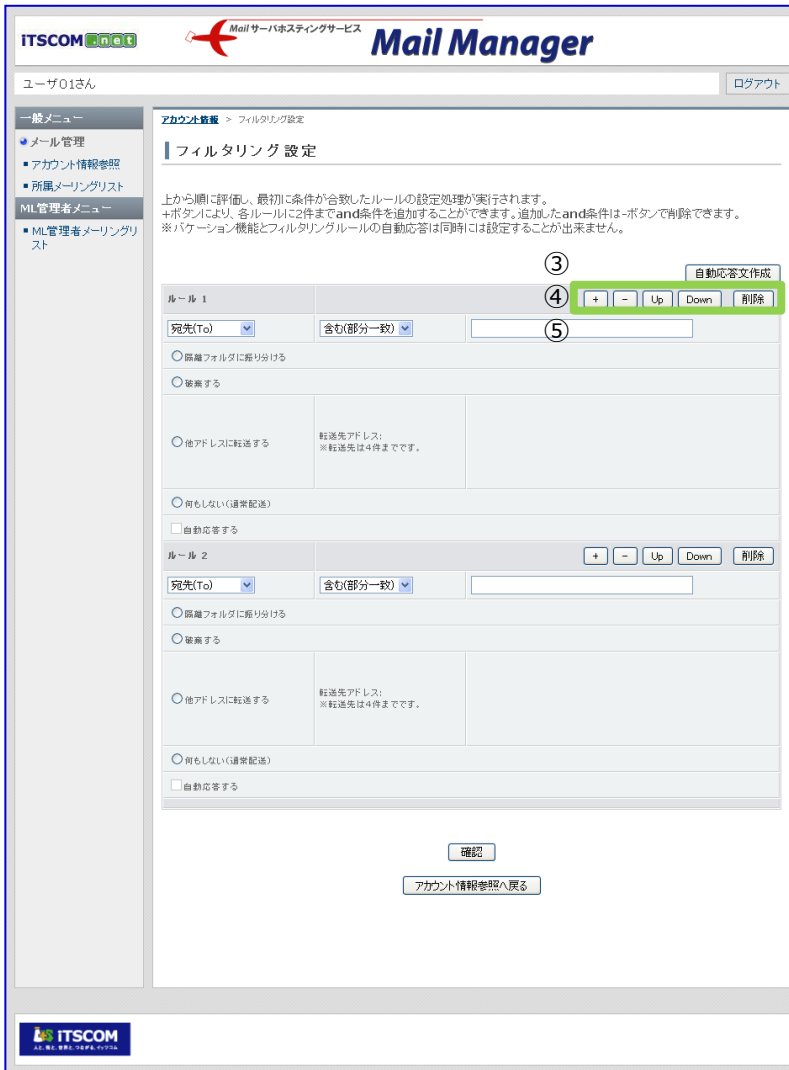 iTSCOM.net
Mail サーバホスティングサービス
Mail Manager
ユーザ01さん
ログアウト
一般メニュー
メール管理
アカウント情報参照
所属メーリングリスト
ML管理者メニュー
ML管理者メーリングリ
スト
アカウント情報 > フィルタリング設定
フィルタリング設定
上から順に評価し、最初に条件が合致したルールの設定処理が実行されます。
+ボタンにより、各ルールに2件までand条件を追加することができます。追加したand条件は-ボタンで削除できます。
※バケーション機能とフィルタリングルールの自動応答は同時には設定することが出来ません。
③
自動応答文作成
ルール 1
④
+ - Up Down 削除
宛先(To) 含む(部分一致)
⑤
隔離フォルダに振り分ける
破棄する
他アドレスに転送する
転送先アドレス:
※転送先は4件までです。
何もしない(通常配送)
自動応答する
ルール 2
+ - Up Down 削除
宛先(To) 含む(部分一致)
隔離フォルダに振り分ける
破棄する
他アドレスに転送する
転送先アドレス:
※転送先は4件までです。
何もしない(通常配送)
自動応答する
確認
アカウント情報参照へ戻る
iTSCOM
人と、街と、世界と、つながる。イッツコム